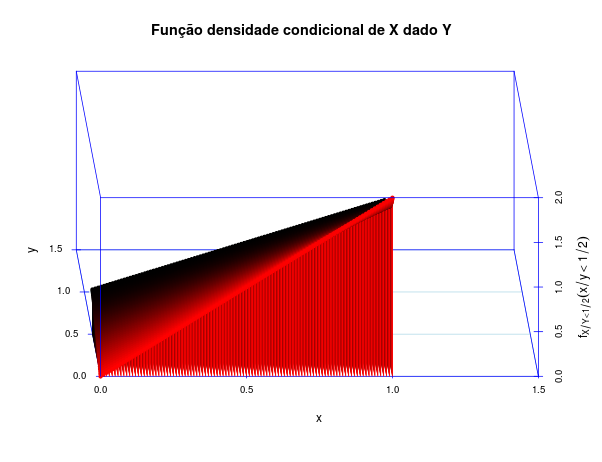 Função densidade condicional de X dado Y
y
1.5
1.0
0.5
0.0
0.0 0.5 1.0 1.5
x
0.0 0.5 1.0 1.5 2.0
fX/Y<1/2(x/y<1/2)